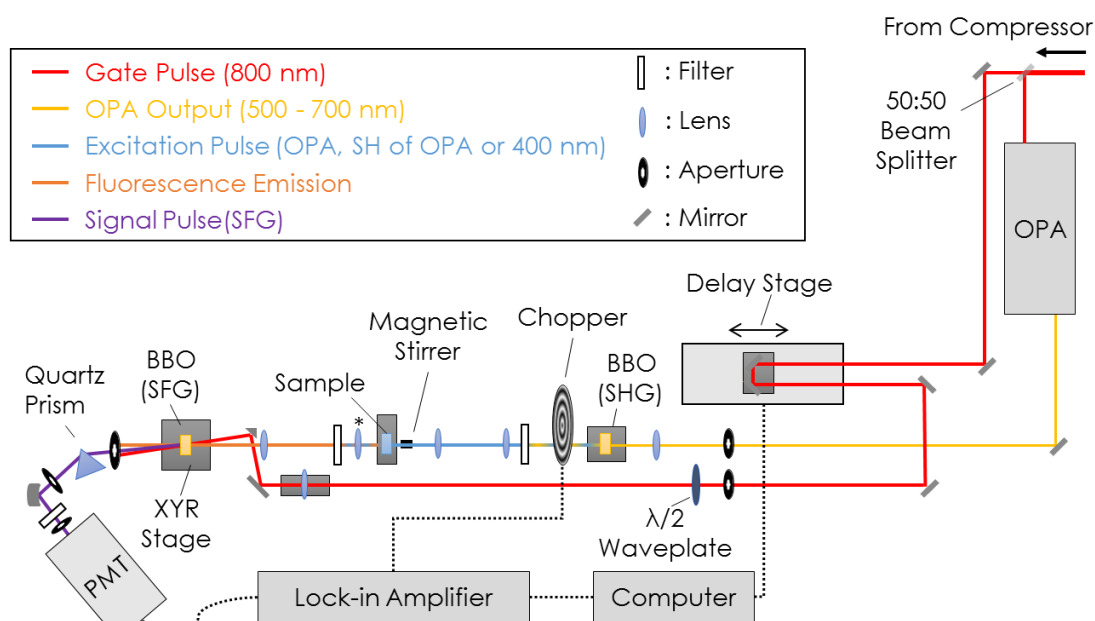 From Compressor
Gate Pulse (800 nm)
OPA Output (500 - 700 nm)
Excitation Pulse (OPA, SH of OPA or 400 nm)
Fluorescence Emission
Signal Pulse(SFG)
: Filter
: Lens
: Aperture
: Mirror
50:50
Beam
Splitter
OPA
Delay Stage
Chopper
Magnetic
Stirrer
BBO
(SHG)
BBO
(SFG)
Quartz
Prism
Sample
*
XYR
Stage
λ/2
Waveplate
PMT
Lock-in Amplifier
Computer